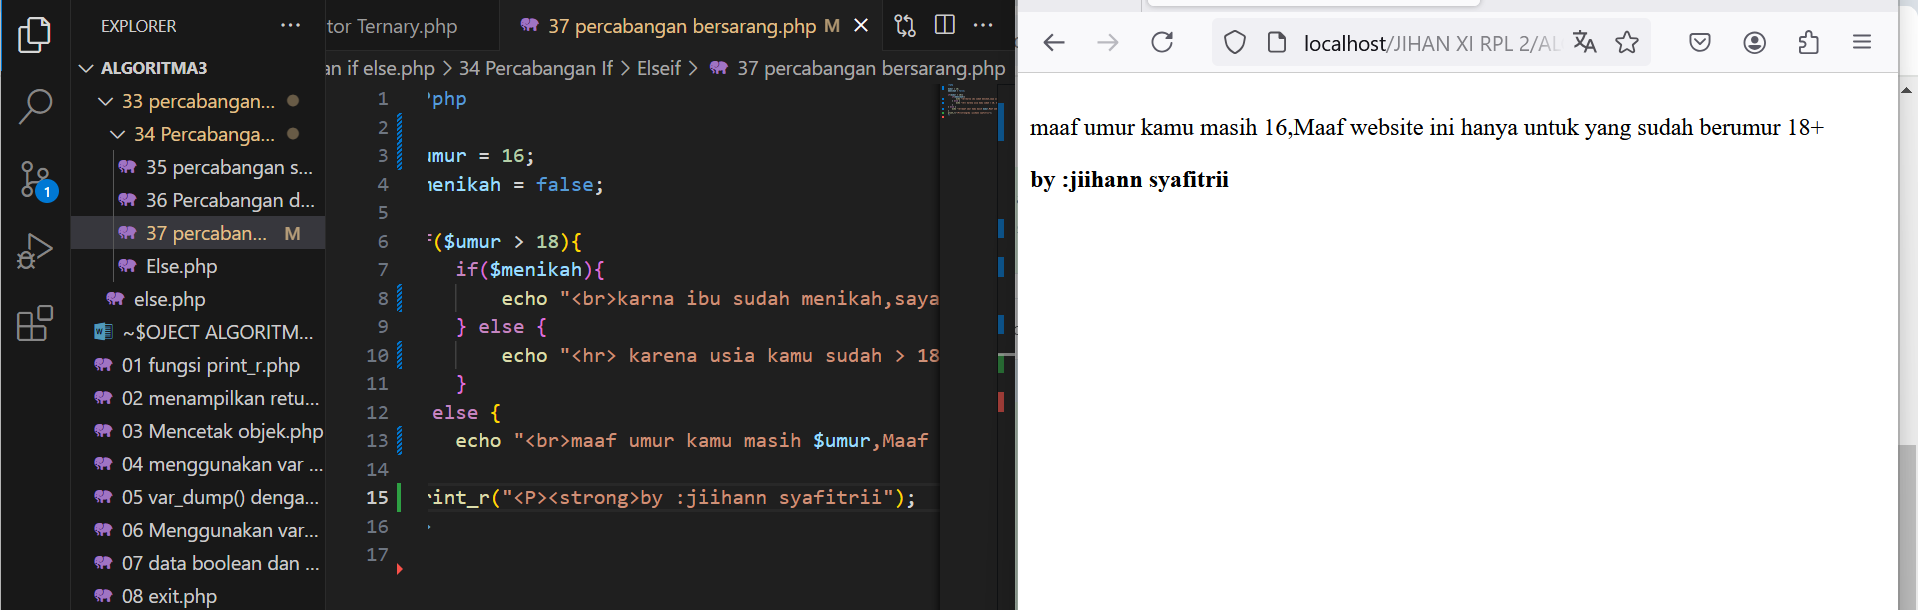 EXPLORER
ALGORITMA3
33 percabangan...
34 Percabanga...
35 percabangan s...
36 Percabangan d...
37 percaban... M
Else.php
else.php
~$OJECT ALGORITM...
01 fungsi print_r.php
02 menampilkan retu...
03 Mencetak objek.php
04 menggunakan var ...
05 var_dump() denga...
06 Menggunakan var...
07 data boolean dan ...
08 exit.php
1
tor Ternary.php
37 percabangan bersarang.php M
an if else.php > 34 Percabangan If > Elseif > 37 percabangan bersarang.php
1 ?php
2
3 umur = 16;
4 menikah = false;
5
6 f($umur > 18){
7 if($menikah){
8 echo "<br>karna ibu sudah menikah,saya
9 } else {
10 echo "<hr> karena usia kamu sudah > 18
11 }
12 else {
13 echo "<br>maaf umur kamu masih $umur,Maaf
14
15 rint_r("<P><strong>by :jiihann syafitrii");
16 >
17
localhost/JIHAN XI RPL 2/AL
maaf umur kamu masih 16,Maaf website ini hanya untuk yang sudah berumur 18+
by :jiihann syafitrii